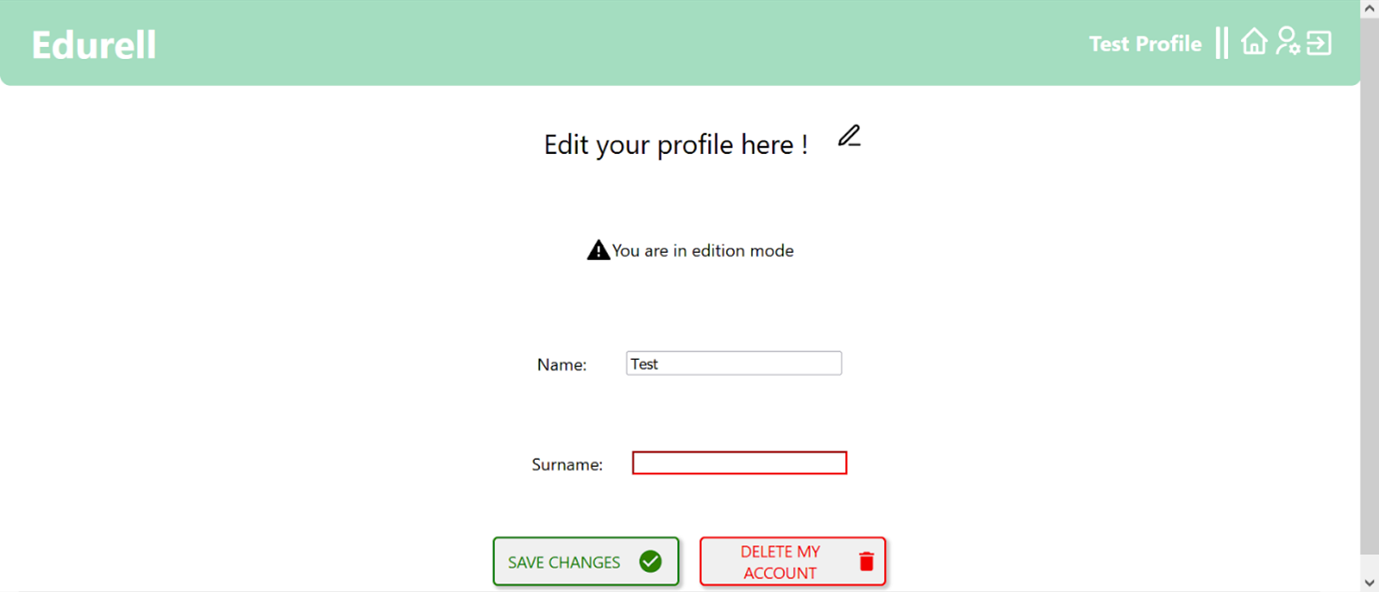 Edurell
Test Profile
Edit your profile here !
You are in edition mode
Name:
Test
Surname:
SAVE CHANGES
DELETE MY
ACCOUNT